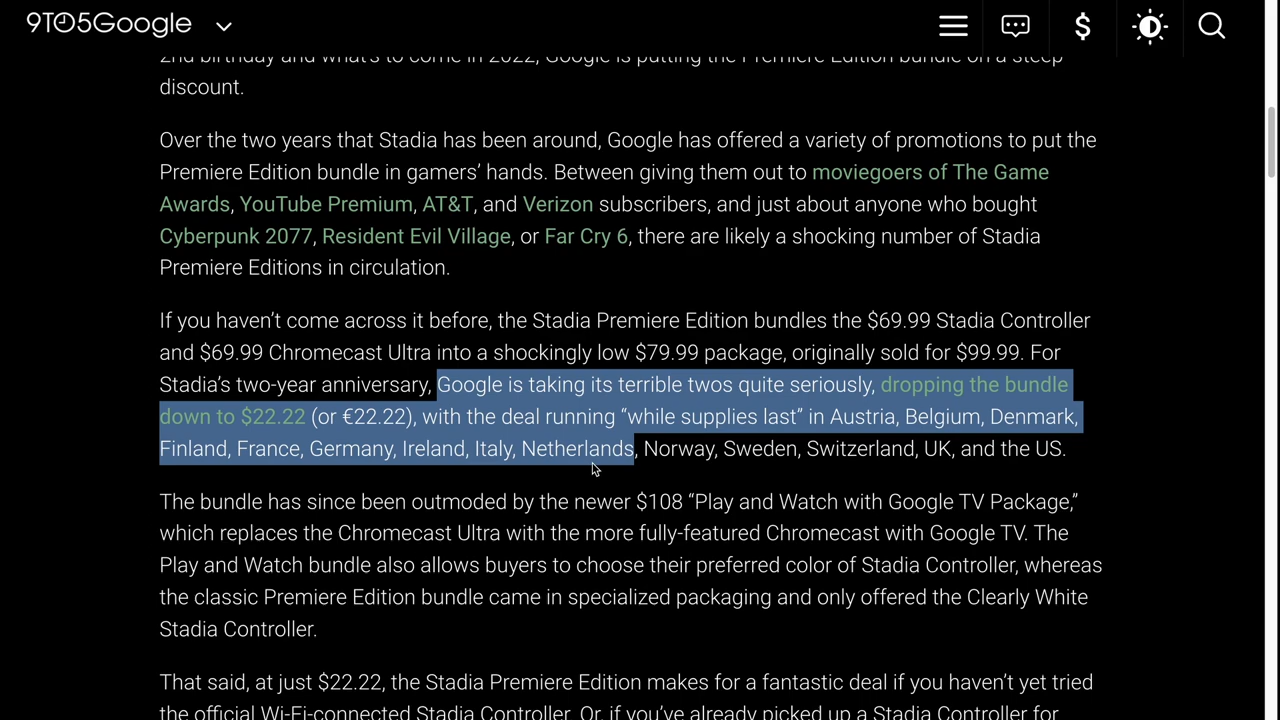 9TO5Google
2nd birthday and what's to come in 2022, Google is putting the Premiere Edition bundle on a steep
discount.
Over the two years that Stadia has been around, Google has offered a variety of promotions to put the
Premiere Edition bundle in gamers’ hands. Between giving them out to moviegoers of The Game
Awards, YouTube Premium, AT&T, and Verizon subscribers, and just about anyone who bought
Cyberpunk 2077, Resident Evil Village, or Far Cry 6, there are likely a shocking number of Stadia
Premiere Editions in circulation.
If you haven’t come across it before, the Stadia Premiere Edition bundles the $69.99 Stadia Controller
and $69.99 Chromecast Ultra into a shockingly low $79.99 package, originally sold for $99.99. For
Stadia’s two-year anniversary, Google is taking its terrible twos quite seriously, dropping the bundle
down to $22.22 (or €22.22), with the deal running “while supplies last” in Austria, Belgium, Denmark,
Finland, France, Germany, Ireland, Italy, Netherlands, Norway, Sweden, Switzerland, UK, and the US.
The bundle has since been outmoded by the newer $108 “Play and Watch with Google TV Package,”
which replaces the Chromecast Ultra with the more fully-featured Chromecast with Google TV. The
Play and Watch bundle also allows buyers to choose their preferred color of Stadia Controller, whereas
the classic Premiere Edition bundle came in specialized packaging and only offered the Clearly White
Stadia Controller.
That said, at just $22.22, the Stadia Premiere Edition makes for a fantastic deal if you haven’t yet tried
the official Wi-Fi-connected Stadia Controller. Or, if you’ve already picked up a Stadia Controller for